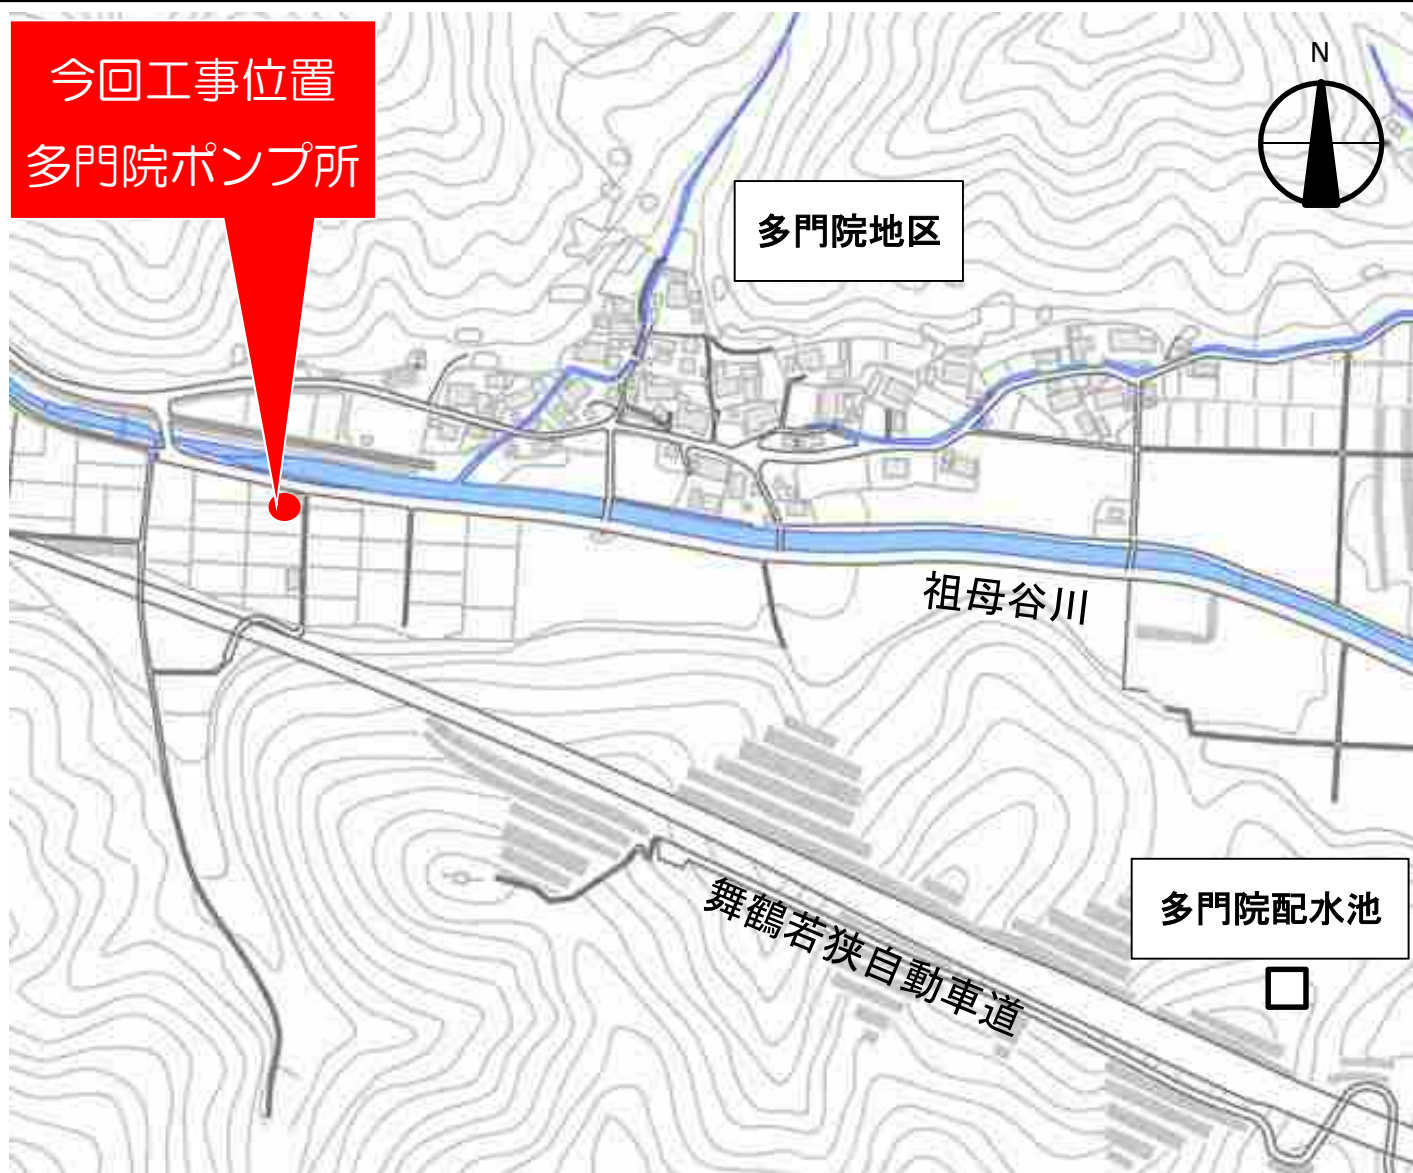 今回工事位置
多門院ポンプ所
N
多門院地区
祖母谷川
舞鶴若狭自動車道
多門院配水池